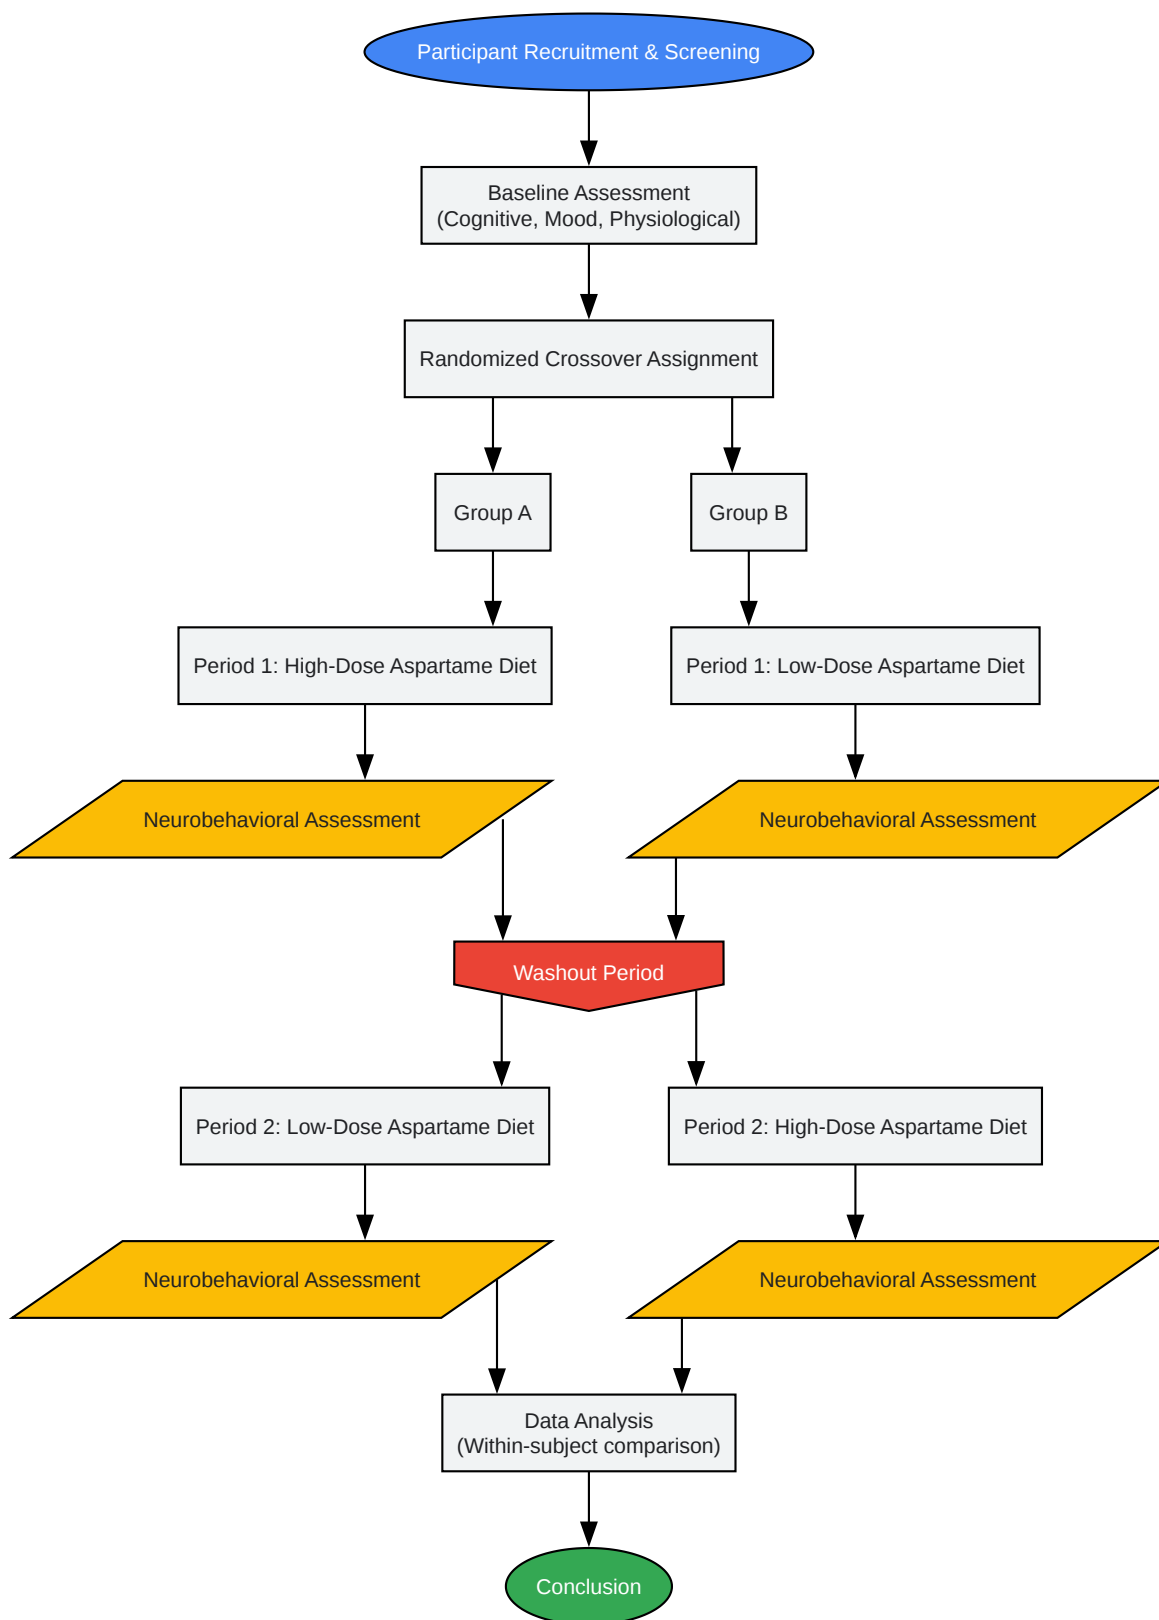 Participant Recruitment & Screening
Baseline Assessment
(Cognitive, Mood, Physiological)
Randomized Crossover Assignment
Group A
Group B
Period 1: High-Dose Aspartame Diet
Period 1: Low-Dose Aspartame Diet
Neurobehavioral Assessment
Neurobehavioral Assessment
Washout Period
Period 2: Low-Dose Aspartame Diet
Period 2: High-Dose Aspartame Diet
Neurobehavioral Assessment
Neurobehavioral Assessment
Data Analysis
(Within-subject comparison)
Conclusion